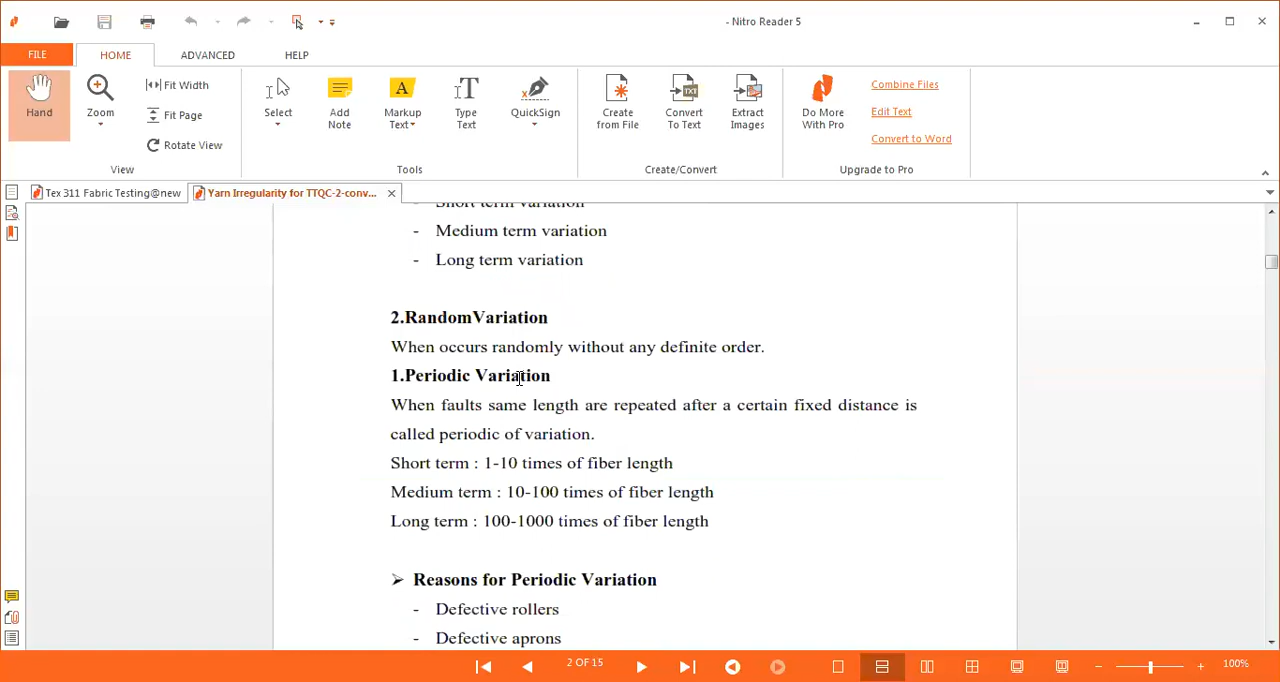 - Nitro Reader 5
FILE
HOME
ADVANCED
HELP
Hand
Zoom
Fit Width
Fit Page
Rotate View
View
Select
Add Note
Markup Text
Type Text
QuickSign
Tools
Create from File
Convert To Text
Extract Images
Create/Convert
Do More With Pro
Combine Files
Edit Text
Convert to Word
Upgrade to Pro
Tex 311 Fabric Testing@new
Yarn Irregularity for TTQC-2-conv...
- Short term variation
- Medium term variation
- Long term variation
2.RandomVariation
When occurs randomly without any definite order.
1.Periodic Variation
When faults same length are repeated after a certain fixed distance is
called periodic of variation.
Short term : 1-10 times of fiber length
Medium term : 10-100 times of fiber length
Long term : 100-1000 times of fiber length
➢ Reasons for Periodic Variation
- Defective rollers
- Defective aprons
2 OF 15
100%